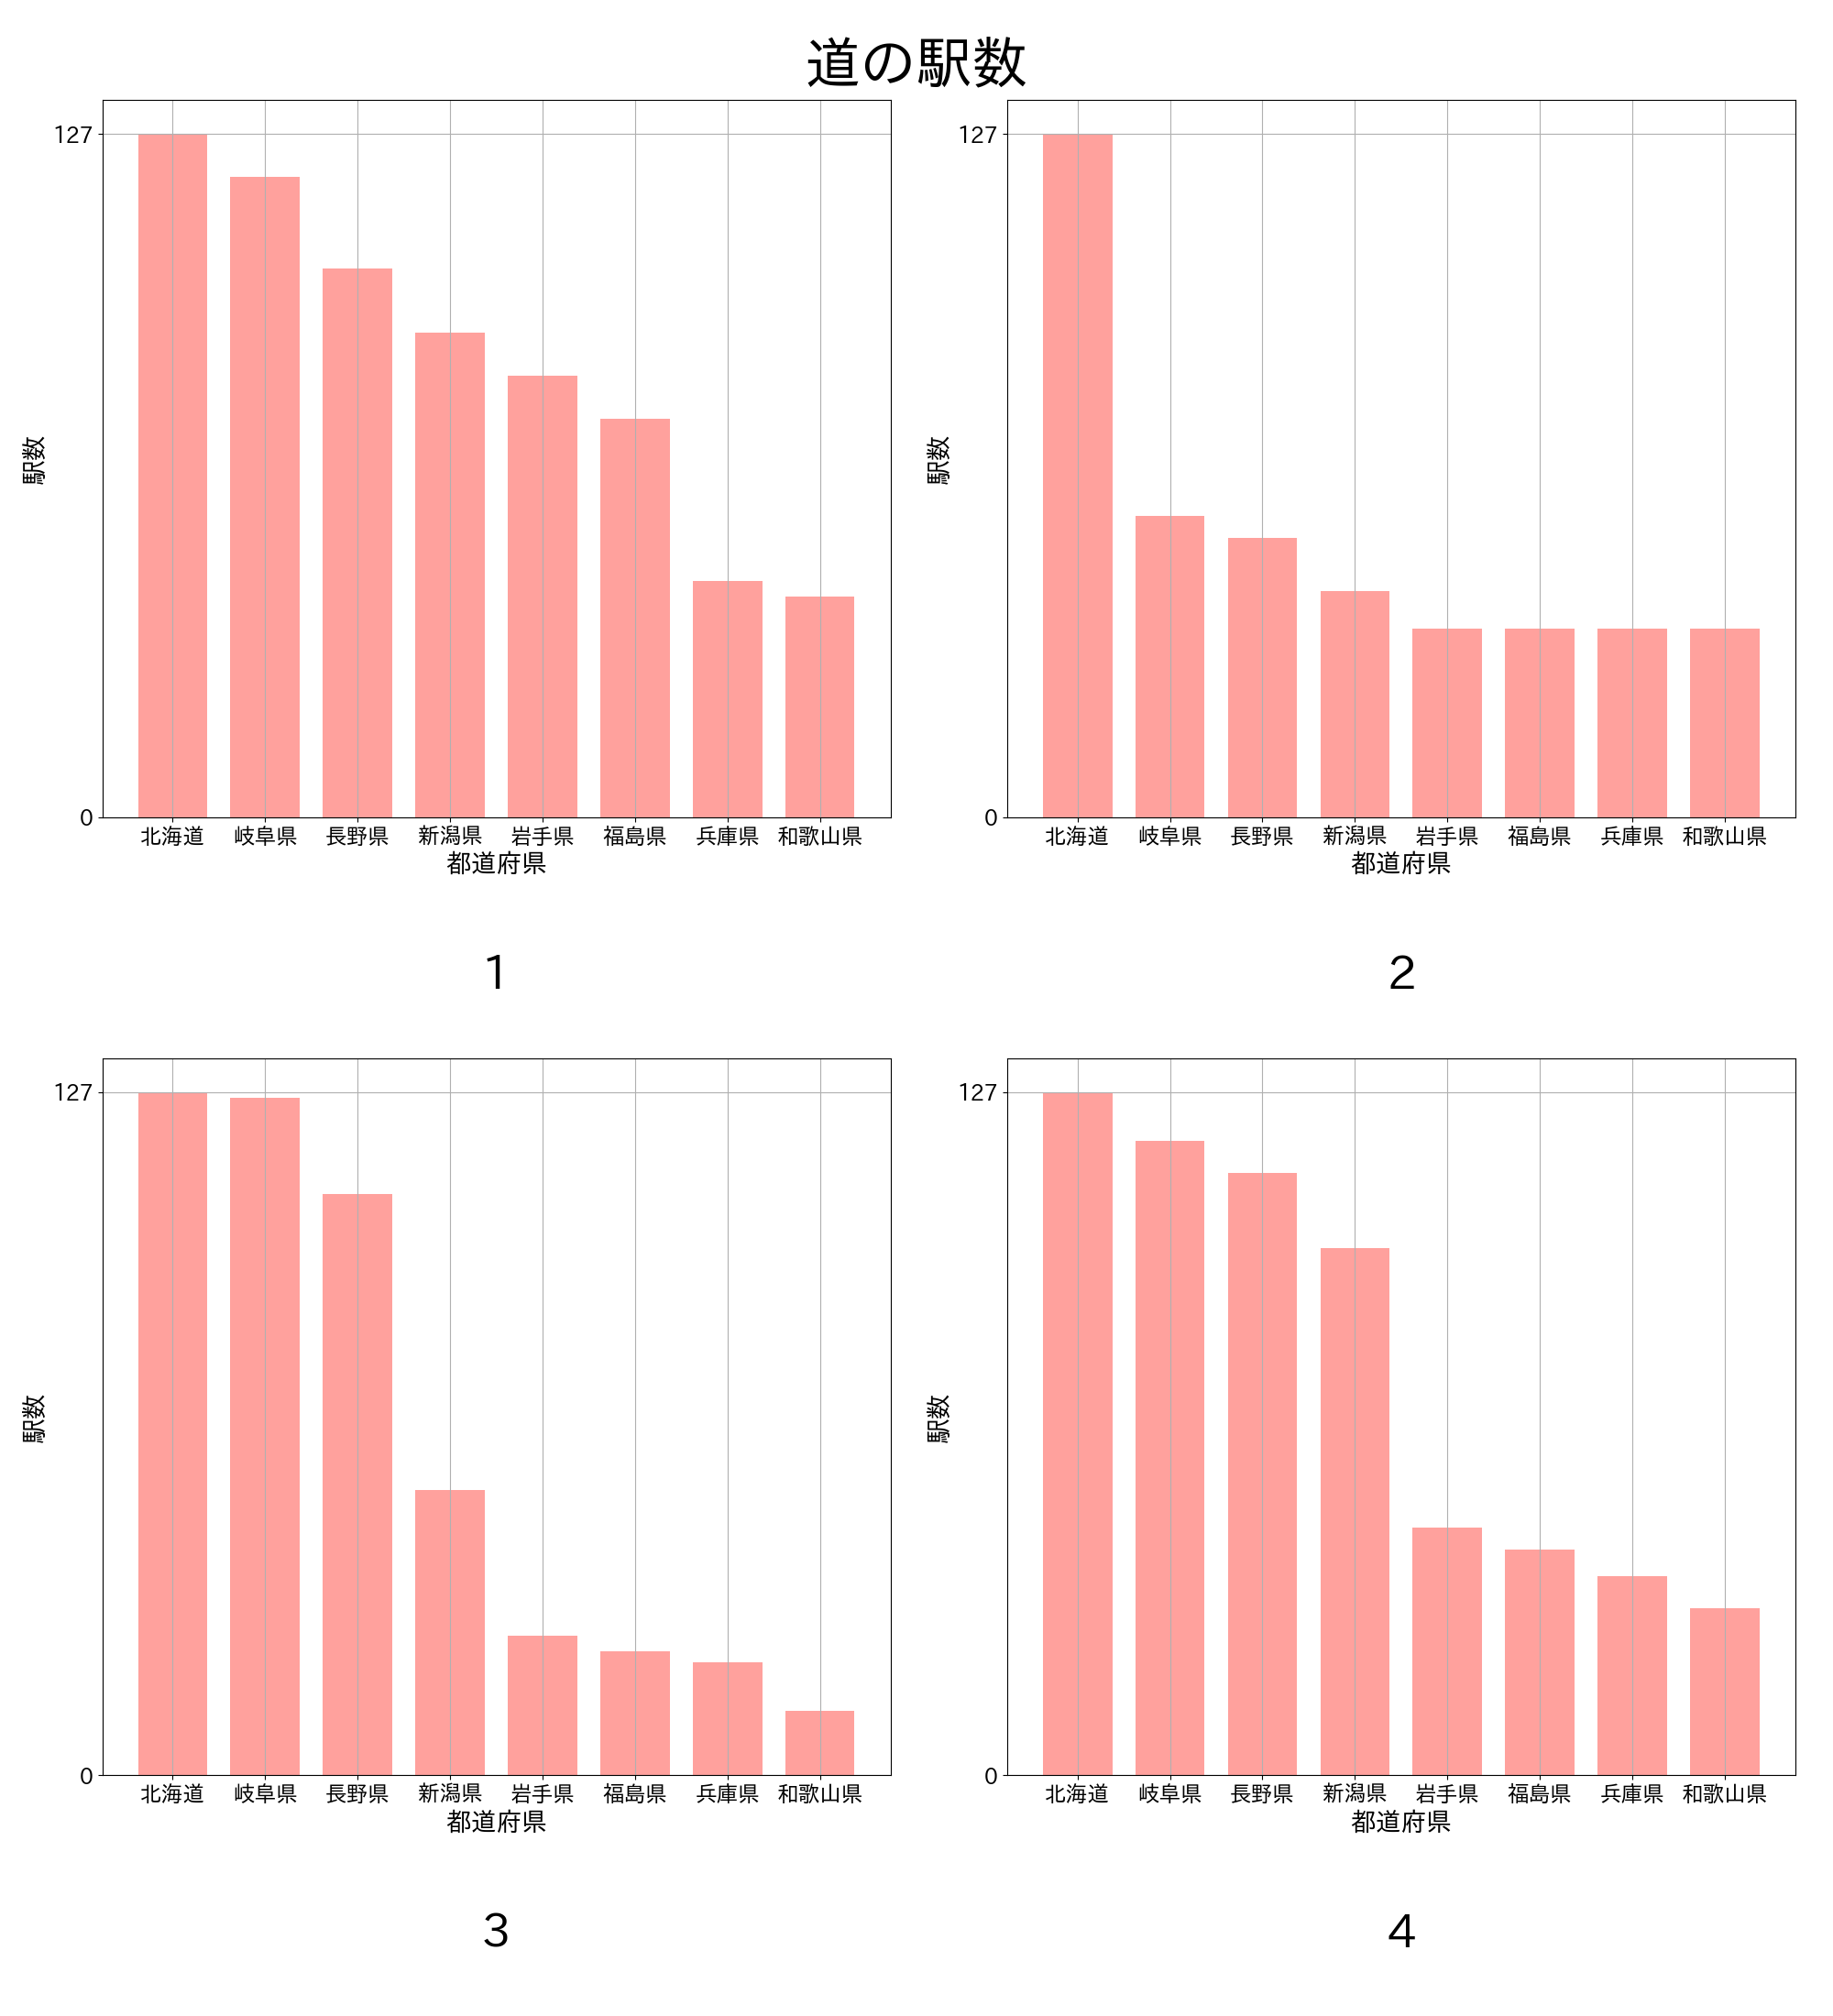 道の駅数
127
0
駅数
北海道 岐阜県 長野県 新潟県 岩手県 福島県 兵庫県 和歌山県
都道府県
1
127
0
駅数
北海道 岐阜県 長野県 新潟県 岩手県 福島県 兵庫県 和歌山県
都道府県
2
127
0
駅数
北海道 岐阜県 長野県 新潟県 岩手県 福島県 兵庫県 和歌山県
都道府県
3
127
0
駅数
北海道 岐阜県 長野県 新潟県 岩手県 福島県 兵庫県 和歌山県
都道府県
4